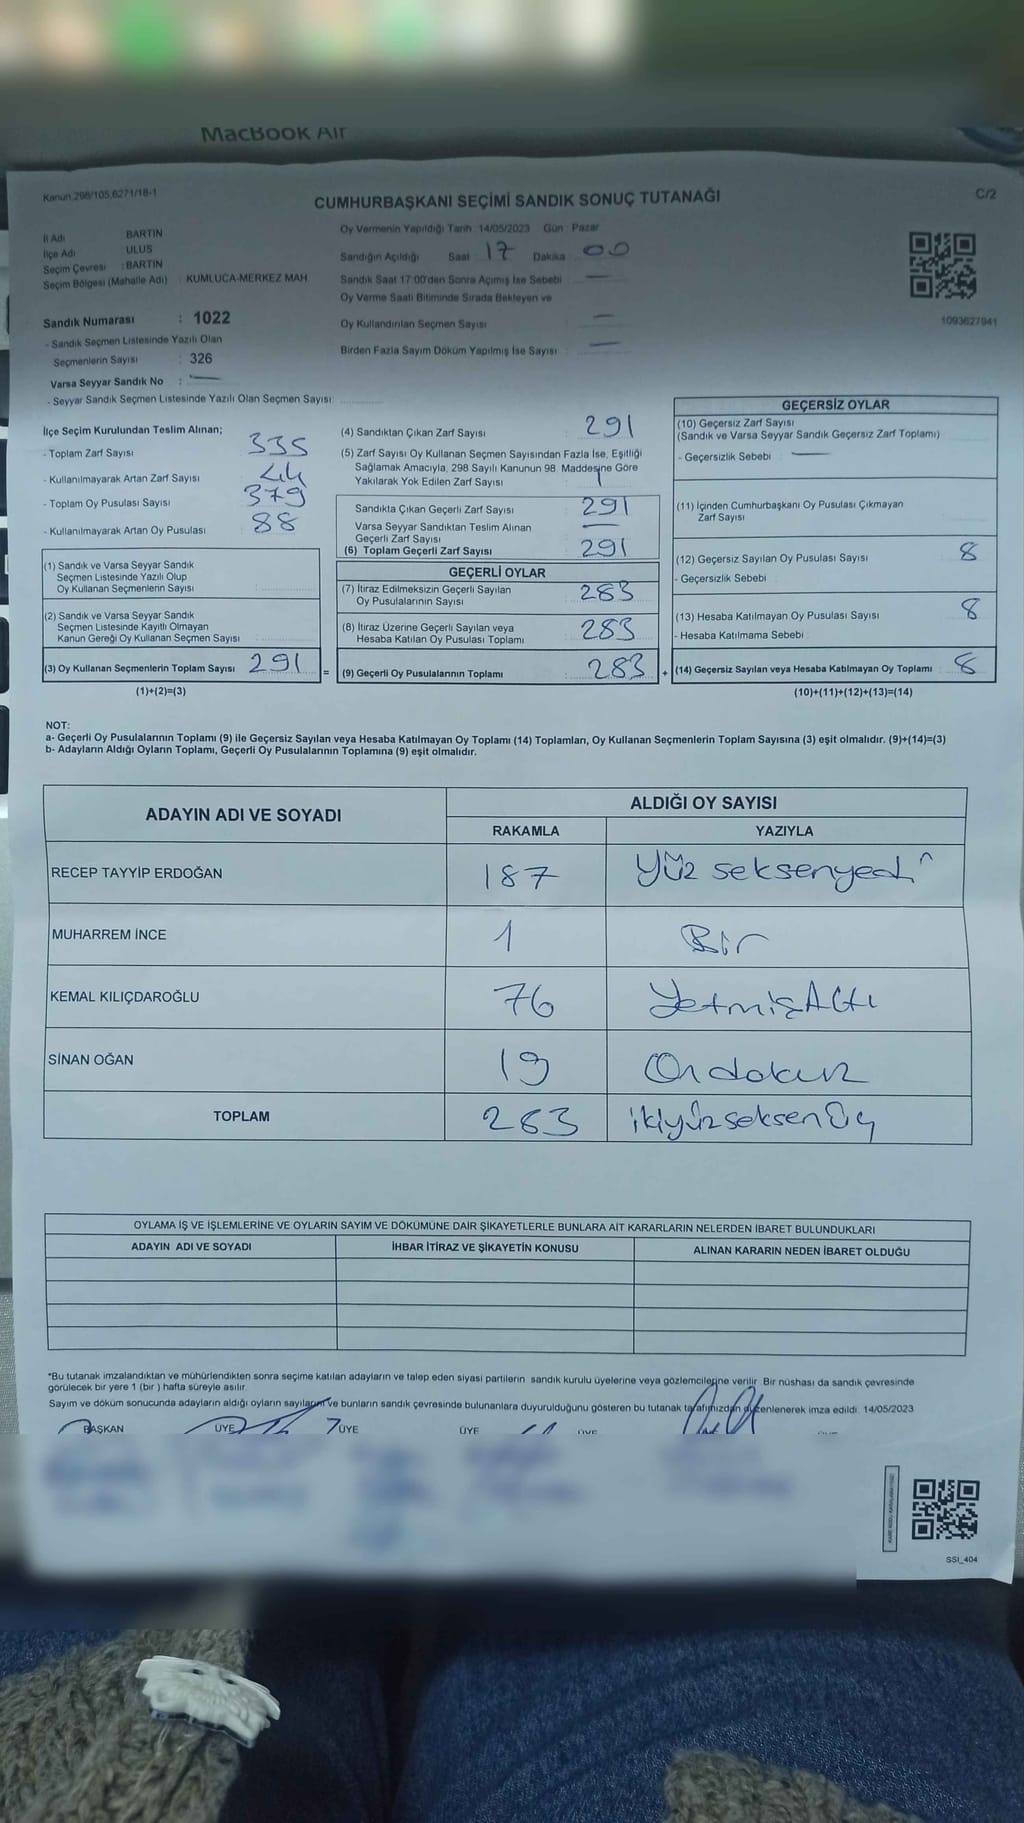 MacBook Air
Kanun 298/105,6271/18-1
CUMHURBAŞKANI SEÇİMİ SANDIK SONUÇ TUTANAĞI
C/2
İl Adı BARTIN
İlçe Adı ULUS
Seçim Çevresi : BARTIN
Seçim Bölgesi (Mahalle Adı) KUMLUCA-MERKEZ MAH.
Oy Vermenin Yapıldığı Tarih 14/05/2023 Gün Pazar
Sandığın Açıldığı Saat 17 Dakika 00
Sandık Saat 17:00'den Sonra Açımış İse Sebebi —
Oy Verme Saati Bitiminde Sırada Bekleyen ve
Oy Kullandırılan Seçmen Sayısı —
Birden Fazla Sayım Döküm Yapılmış İse Sayısı : —
1093627941
Sandık Numarası : 1022
- Sandık Seçmen Listesinde Yazılı Olan
Seçmenlerin Sayısı : 326
Varsa Seyyar Sandık No : —
- Seyyar Sandık Seçmen Listesinde Yazılı Olan Seçmen Sayısı
İlçe Seçim Kurulundan Teslim Alınan;
- Toplam Zarf Sayısı 335
- Kullanılmayarak Artan Zarf Sayısı 44
- Toplam Oy Pusulası Sayısı 379
- Kullanılmayarak Artan Oy Pusulası 88
(1) Sandık ve Varsa Seyyar Sandık
Seçmen Listesinde Yazılı Olup
Oy Kullanan Seçmenlerin Sayısı
(2) Sandık ve Varsa Seyyar Sandık
Seçmen Listesinde Kayıtlı Olmayan
Kanun Gereği Oy Kullanan Seçmen Sayısı
(3) Oy Kullanan Seçmenlerin Toplam Sayısı 291 =
(1)+(2)=(3)
(4) Sandıktan Çıkan Zarf Sayısı : 291
(5) Zarf Sayısı Oy Kullanan Seçmen Sayısından Fazla İse, Eşitliği
Sağlamak Amacıyla, 298 Sayılı Kanunun 98. Maddesine Göre
Yakılarak Yok Edilen Zarf Sayısı
Sandıkta Çıkan Geçerli Zarf Sayısı : 291
Varsa Seyyar Sandıktan Teslim Alınan
Geçerli Zarf Sayısı —
(6) Toplam Geçerli Zarf Sayısı 291
GEÇERLİ OYLAR
(7) İtiraz Edilmeksizin Geçerli Sayılan
Oy Pusulalarının Sayısı 283
(8) İtiraz Üzerine Geçerli Sayılan veya
Hesaba Katılan Oy Pusulası Toplamı 283
(9) Geçerli Oy Pusulalarının Toplamı 283 +
GEÇERSİZ OYLAR
(10) Geçersiz Zarf Sayısı
(Sandık ve Varsa Seyyar Sandık Geçersiz Zarf Toplamı)
- Geçersizlik Sebebi —
(11) İçinden Cumhurbaşkanı Oy Pusulası Çıkmayan
Zarf Sayısı
(12) Geçersiz Sayılan Oy Pusulası Sayısı 8
- Geçersizlik Sebebi
(13) Hesaba Katılmayan Oy Pusulası Sayısı 8
- Hesaba Katılmama Sebebi
(14) Geçersiz Sayılan veya Hesaba Katılmayan Oy Toplamı 8
(10)+(11)+(12)+(13)=(14)
NOT:
a- Geçerli Oy Pusulalarının Toplamı (9) ile Geçersiz Sayılan veya Hesaba Katılmayan Oy Toplamı (14) Toplamları, Oy Kullanan Seçmenlerin Toplam Sayısına (3) eşit olmalıdır. (9)+(14)=(3)
b- Adayların Aldığı Oyların Toplamı, Geçerli Oy Pusulalarının Toplamına (9) eşit olmalıdır.
ADAYIN ADI VE SOYADI
ALDIĞI OY SAYISI
RAKAMLA YAZIYLA
RECEP TAYYİP ERDOĞAN 187 Yüz seksenyedi
MUHARREM İNCE 1 Bir
KEMAL KILIÇDAROĞLU 76 YetmişAltı
SİNAN OĞAN 19 Ondokuz
TOPLAM 283 ikiyüzseksenüç
OYLAMA İŞ VE İŞLEMLERİNE VE OYLARIN SAYIM VE DÖKÜMÜNE DAİR ŞİKAYETLERLE BUNLARA AİT KARARLARIN NELERDEN İBARET BULUNDUKLARI
ADAYIN ADI VE SOYADI İHBAR İTİRAZ VE ŞİKAYETİN KONUSU ALINAN KARARIN NEDEN İBARET OLDUĞU
*Bu tutanak imzalandıktan ve mühürlendikten sonra seçime katılan adayların ve talep eden siyasi partilerin sandık kurulu üyelerine veya gözlemcilerine verilir. Bir nüshası da sandık çevresinde
görülecek bir yere 1 (bir ) hafta süreyle asılır.
Sayım ve döküm sonucunda adayların aldığı oyların sayılarını ve bunların sandık çevresinde bulunanlara duyurulduğunu gösteren bu tutanak tarafımızdan düzenlenerek imza edildi. 14/05/2023
BAŞKAN ÜYE ÜYE ÜYE ÜYE
SSI_404